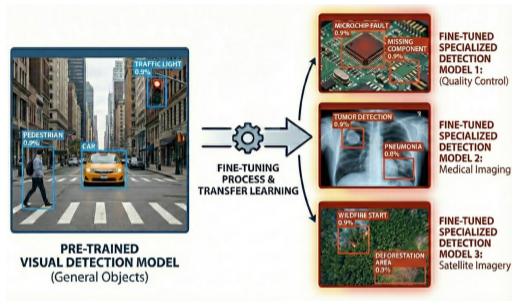 TRAFFIC LIGHT
0.9%
PEDESTRIAN
0.9%
CAR
PRE-TRAINED
VISUAL DETECTION MODEL
(General Objects)
FINE-TUNING
PROCESS &
TRANSFER LEARNING
MICROCHIP FAULT
0.9%
MISSING
COMPONENT
0.9%
FINE-TUNED
SPECIALIZED
DETECTION
MODEL 1:
(Quality Control)
TUMOR DETECTION
0.9%
PNEUMONIA
0.8%
FINE-TUNED
SPECIALIZED
DETECTION
MODEL 2:
Medical Imaging)
WILDFIRE START
0.9%
DEFORESTATION
AREA
0.9%
FINE-TUNED
SPECIALIZED
DETECTION
MODEL 3:
Satellite Imagery)